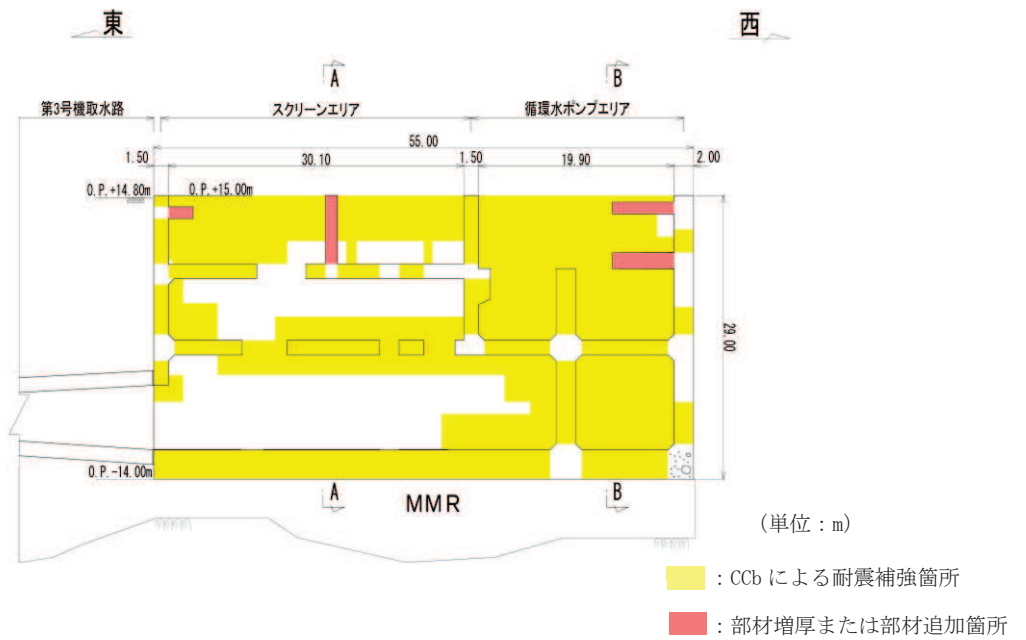 東 西
A B
第3号機取水路 スクリーンエリア 循環水ポンプエリア
55.00
1.50 30.10 1.50 19.90 2.00
O.P.+14.80m O.P.+15.00m
29.00
O.P.-14.00m
A B
MMR
(単位:m)
:CCbによる耐震補強箇所
:部材増厚または部材追加箇所